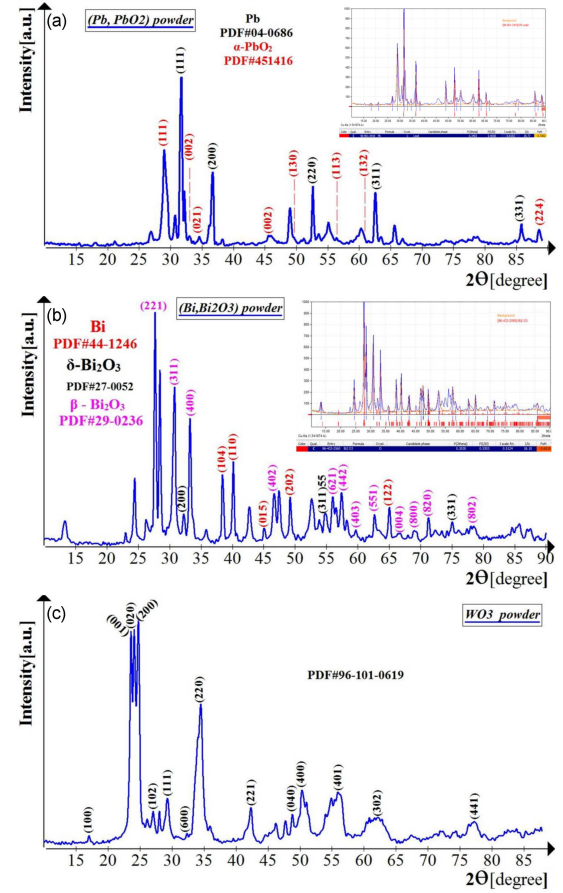 (a)
(Pb, PbO2) powder
Pb
PDF#04-0686
α-PbO₂
PDF#451416
Intensity[a.u.]
(111)
(111)
(002)
(021)
(200)
(002)
(130)
(220)
(113)
(132)
(311)
(331)
(224)
10 15 20 25 30 35 40 45 50 55 60 65 70 75 80 85
2Θ[degree]
(b)
(Bi,Bi2O3) powder
Bi
PDF#44-1246
δ-Bi₂O₃
PDF#27-0052
β - Bi₂O₃
PDF#29-0236
Intensity[a.u.]
(221)
(311)
(200)
(400)
(104)
(110)
(015)
(402)
(202)
(311)55
(621)
(442)
(403)
(551)
(122)
(004)
(800)
(820)
(331)
(802)
10 15 20 25 30 35 40 45 50 55 60 65 70 75 80 85 90
2Θ[degree]
(c)
WO3 powder
PDF#96-101-0619
Intensity[a.u.]
(100)
(001)
(020)
(200)
(102)
(111)
(600)
(220)
(221)
(040)
(400)
(401)
(302)
(441)
10 15 20 25 30 35 40 45 50 55 60 65 70 75 80 85
2Θ[degree]